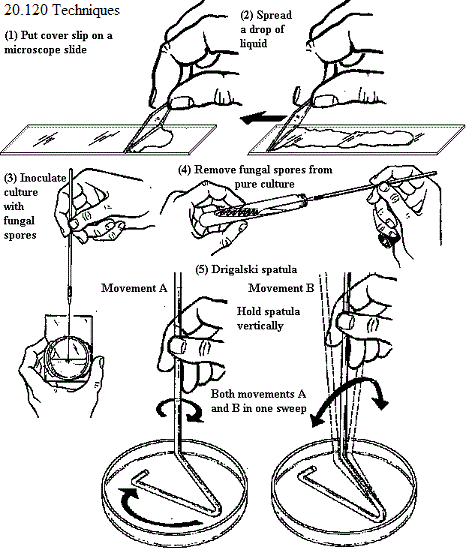 20.120 Techniques
(1) Put cover slip on a
microscope slide
(2) Spread
a drop of
liquid
(3) Inoculate
culture
with
fungal
spores
(4) Remove fungal spores from
pure culture
(5) Drigalski spatula
Movement A
Movement B
Hold spatula
vertically
Both movements A
and B in one sweep